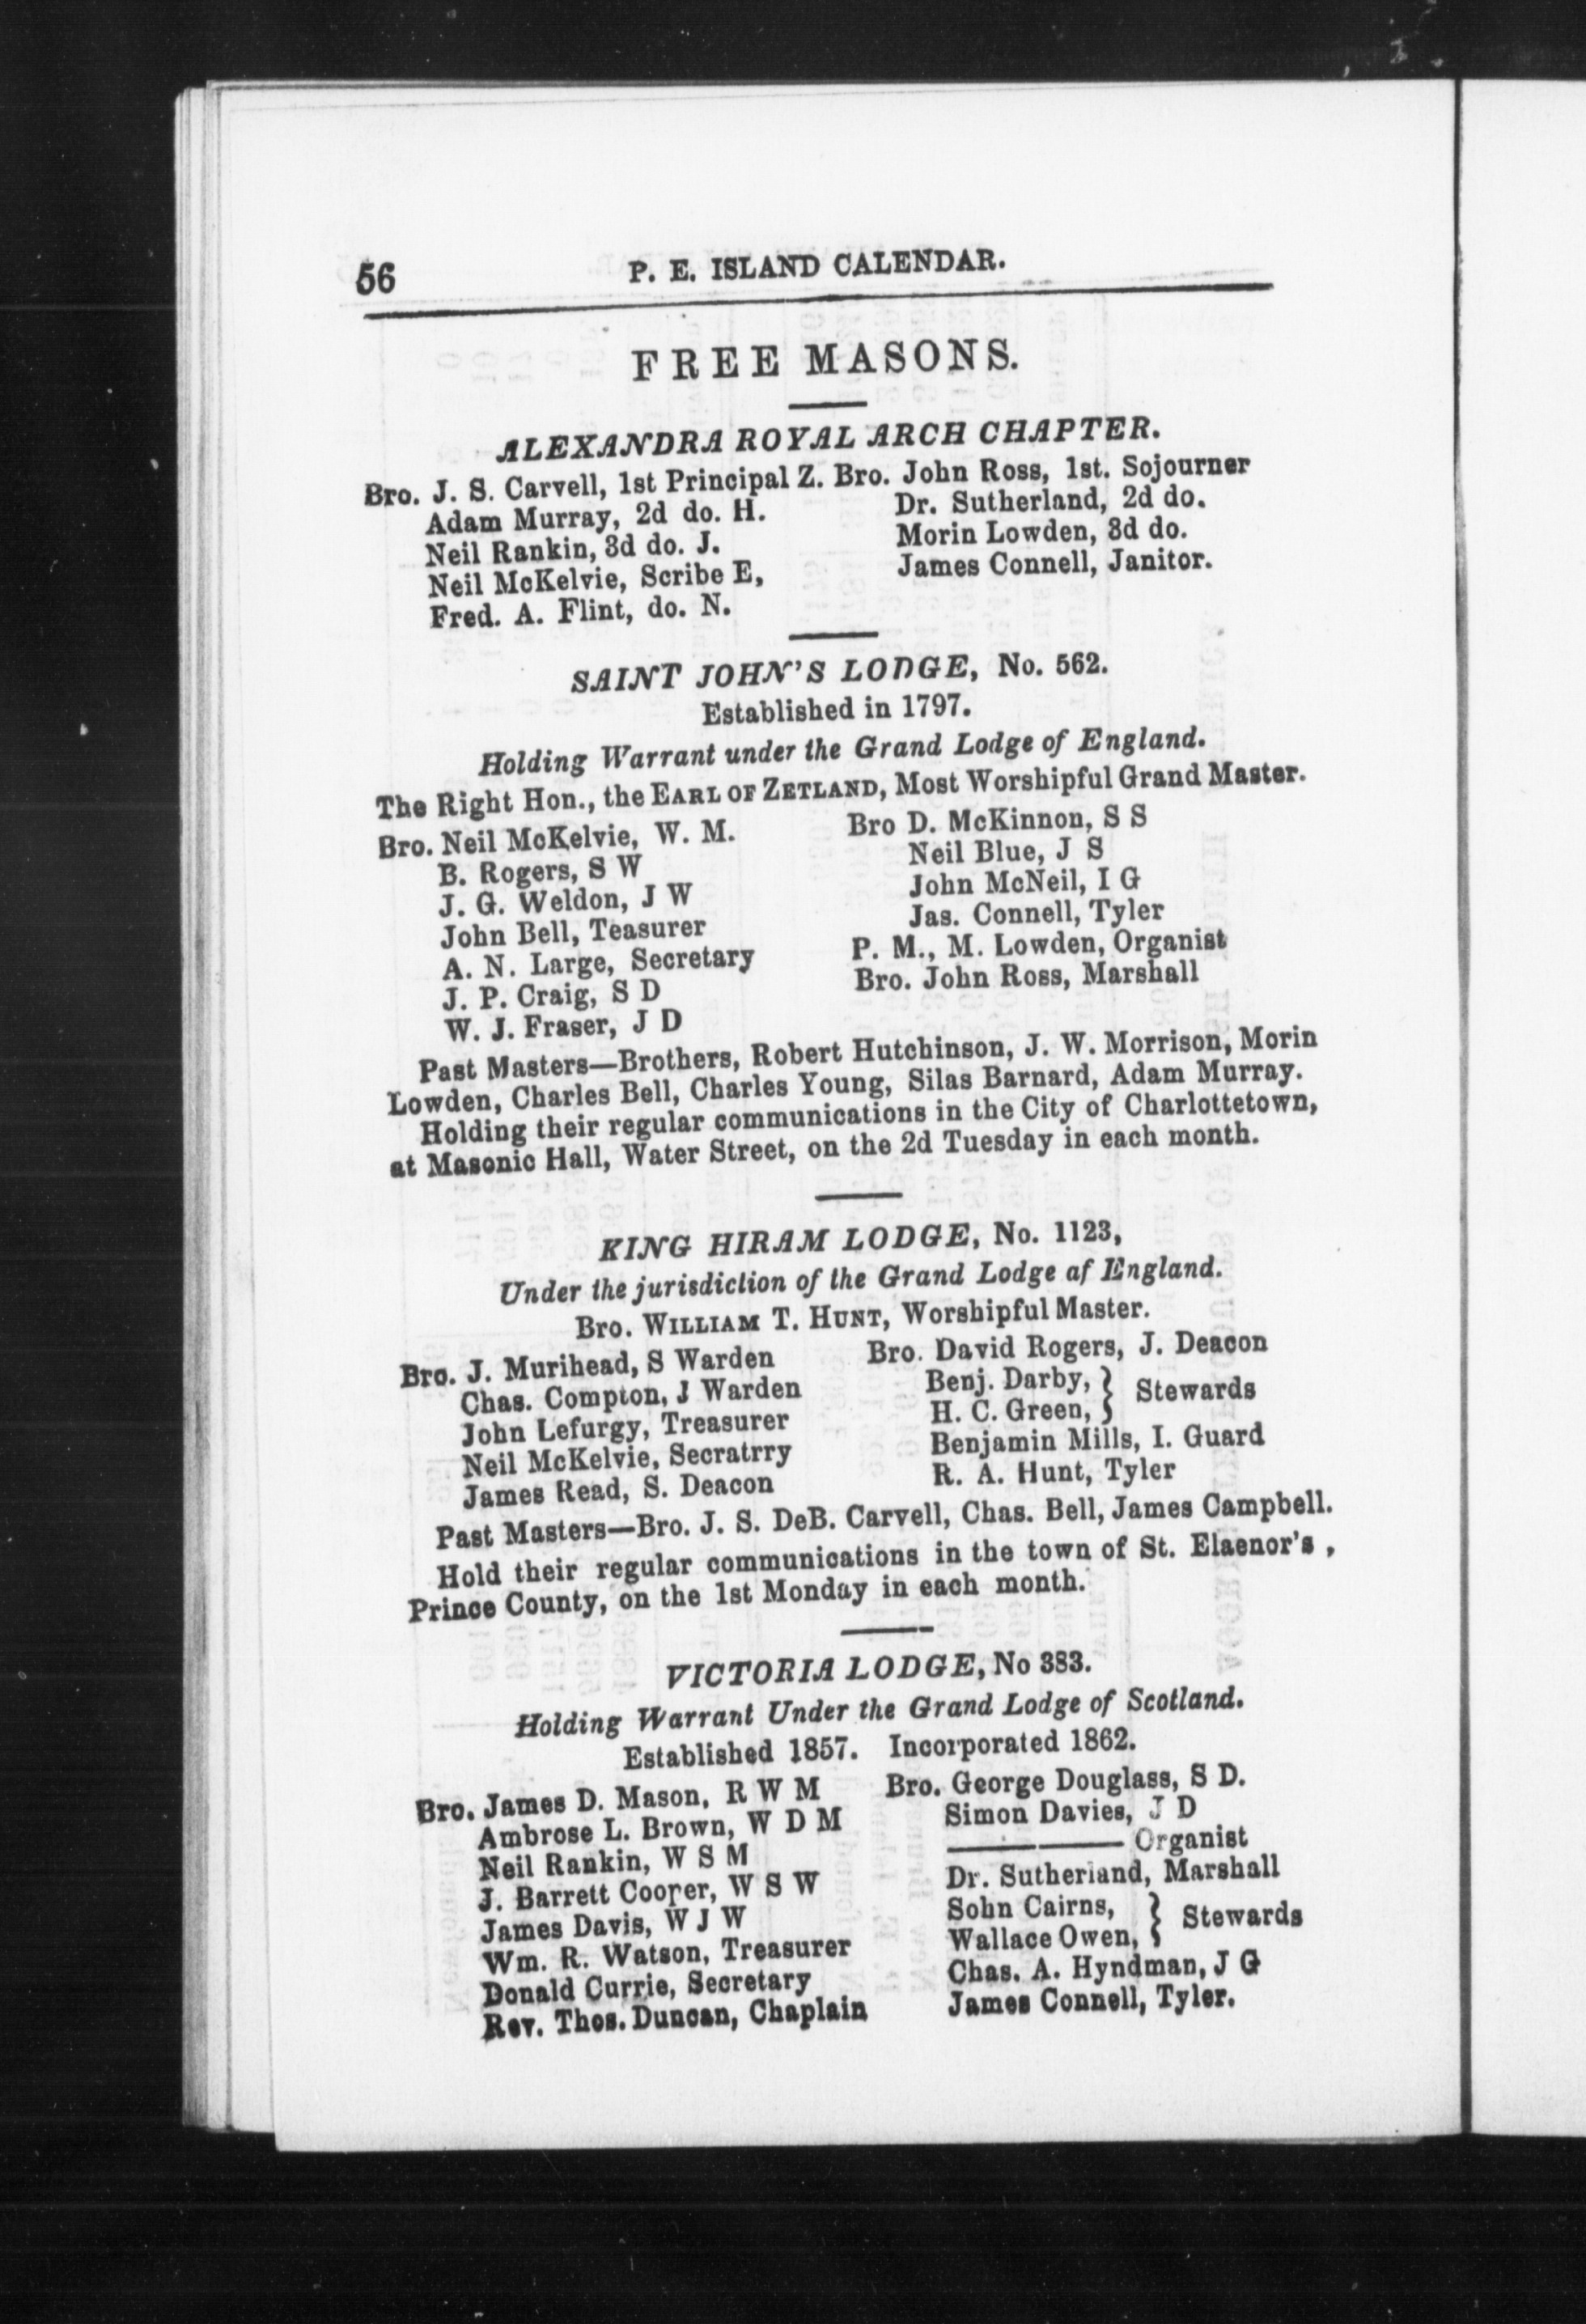 56
P. E. ISLAND CALENDAR.
FREE MASONS.
ALEXANDRA ROYAL ARCH CHAPTER.
Bro. J. S. Carvell, 1st Principal Z.
Adam Murray, 2d do. H.
Neil Rankin, 3d do. J.
Neil McKelvie, Scribe E,
Fred. A. Flint, do. N.
Bro. John Ross, 1st. Sojourner
Dr. Sutherland, 2d do.
Morin Lowden, 3d do.
James Connell, Janitor.
SAINT JOHN'S LODGE, No. 562.
Established in 1797.
Holding Warrant under the Grand Lodge of England.
The Right Hon., the EARL OF ZETLAND, Most Worshipful Grand Master.
Bro. Neil McKelvie, W. M.
B. Rogers, S W
J. G. Weldon, J W
John Bell, Teasurer
A. N. Large, Secretary
J. P. Craig, S D
W. J. Fraser, J D
Bro D. McKinnon, S S
Neil Blue, J S
John McNeil, I G
Jas. Connell, Tyler
P. M., M. Lowden, Organist
Bro. John Ross, Marshall
Past Masters—Brothers, Robert Hutchinson, J. W. Morrison, Morin
Lowden, Charles Bell, Charles Young, Silas Barnard, Adam Murray.
Holding their regular communications in the City of Charlottetown,
at Masonic Hall, Water Street, on the 2d Tuesday in each month.
KING HIRAM LODGE, No. 1123,
Under the jurisdiction of the Grand Lodge af England.
Bro. WILLIAM T. HUNT, Worshipful Master.
Bro. J. Murihead, S Warden
Chas. Compton, J Warden
John Lefurgy, Treasurer
Neil McKelvie, Secratrry
James Read, S. Deacon
Bro. David Rogers, J. Deacon
Benj. Darby, } Stewards
H. C. Green, }
Benjamin Mills, I. Guard
R. A. Hunt, Tyler
Past Masters—Bro. J. S. DeB. Carvell, Chas. Bell, James Campbell.
Hold their regular communications in the town of St. Elaenor's ,
Prince County, on the 1st Monday in each month.
VICTORIA LODGE, No 383.
Holding Warrant Under the Grand Lodge of Scotland.
Established 1857. Incorporated 1862.
Bro. James D. Mason, R W M
Ambrose L. Brown, W D M
Neil Rankin, W S M
J. Barrett Cooper, W S W
James Davis, W J W
Wm. R. Watson, Treasurer
Donald Currie, Secretary
Rev. Thos. Duncan, Chaplain
Bro. George Douglass, S D.
Simon Davies, J D
———— Organist
Dr. Sutherland, Marshall
Sohn Cairns, } Stewards
Wallace Owen, }
Chas. A. Hyndman, J G
James Connell, Tyler.